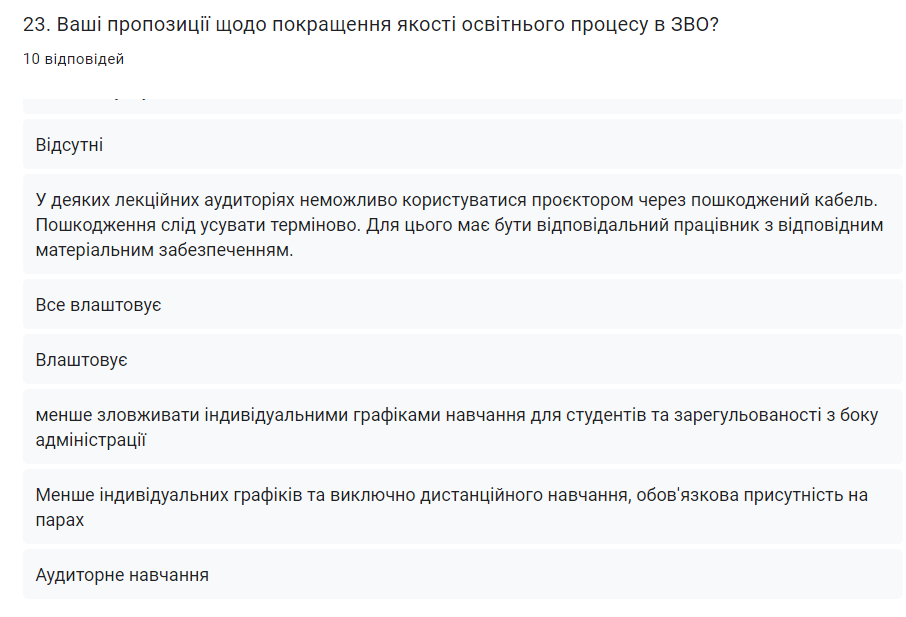 23. Ваші пропозиції щодо покращення якості освітнього процесу в ЗВО?
10 відповідей
Відсутні
У деяких лекційних аудиторіях неможливо користуватися проєктором через пошкоджений кабель.
Пошкодження слід усувати терміново. Для цього має бути відповідальний працівник з відповідним
матеріальним забезпеченням.
Все влаштовує
Влаштовує
менше зловживати індивідуальними графіками навчання для студентів та зарегульованості з боку
адміністрації
Менше індивідуальних графіків та виключно дистанційного навчання, обов'язкова присутність на
парах
Аудиторне навчання